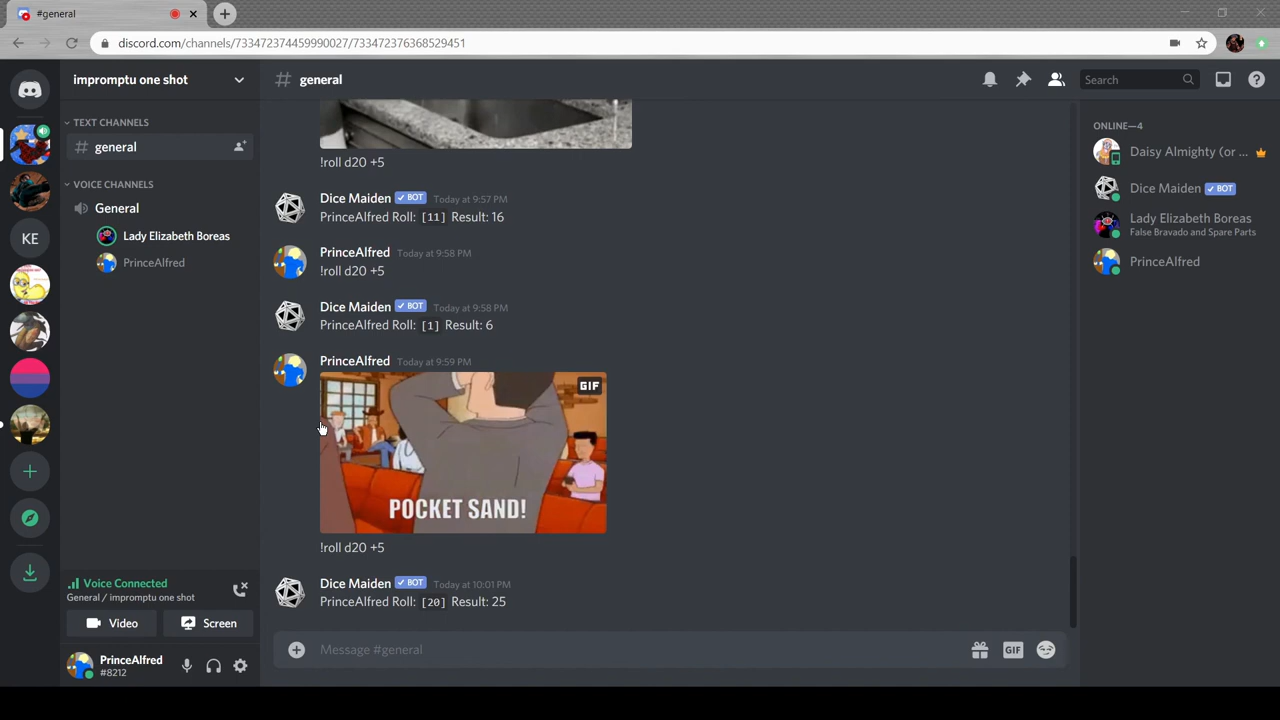 #general
discord.com/channels/733472374459990027/733472376368529451
impromptu one shot
# general
Search
TEXT CHANNELS
# general
VOICE CHANNELS
General
Lady Elizabeth Boreas
PrinceAlfred
KE
!roll d20 +5
Dice Maiden ✔ BOT Today at 9:57 PM
PrinceAlfred Roll: [11] Result: 16
PrinceAlfred Today at 9:58 PM
!roll d20 +5
Dice Maiden ✔ BOT Today at 9:58 PM
PrinceAlfred Roll: [1] Result: 6
PrinceAlfred Today at 9:59 PM
GIF
POCKET SAND!
!roll d20 +5
Dice Maiden ✔ BOT Today at 10:01 PM
PrinceAlfred Roll: [20] Result: 25
Message #general
GIF
ONLINE—4
Daisy Almighty (or ...
Dice Maiden ✔ BOT
Lady Elizabeth Boreas
False Bravado and Spare Parts
PrinceAlfred
Voice Connected
General / impromptu one shot
Video Screen
PrinceAlfred
#8212